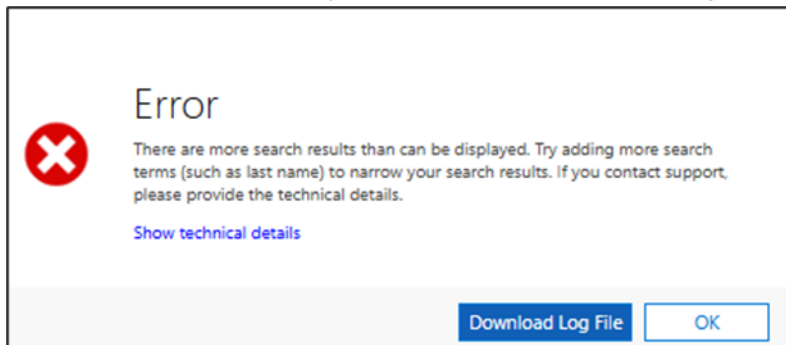 Error
There are more search results than can be displayed. Try adding more search
terms (such as last name) to narrow your search results. If you contact support,
please provide the technical details.
Show technical details
Download Log File
OK